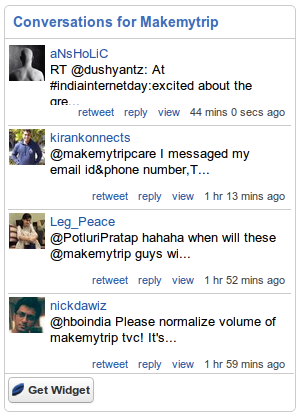 Conversations for Makemytrip
aNsHoLiC
RT @dushyantz: At
#indiainternetday:excited about the
gre...
retweet reply view 44 mins 0 secs ago
kirankonnects
@makemytripcare I messaged my
email id&phone number,T...
retweet reply view 1 hr 13 mins ago
Leg_Peace
@PotluriPratap hahaha when will these
@makemytrip guys wi...
retweet reply view 1 hr 52 mins ago
nickdawiz
@hboindia Please normalize volume of
makemytrip tvc! It's...
retweet reply view 1 hr 59 mins ago
Get Widget